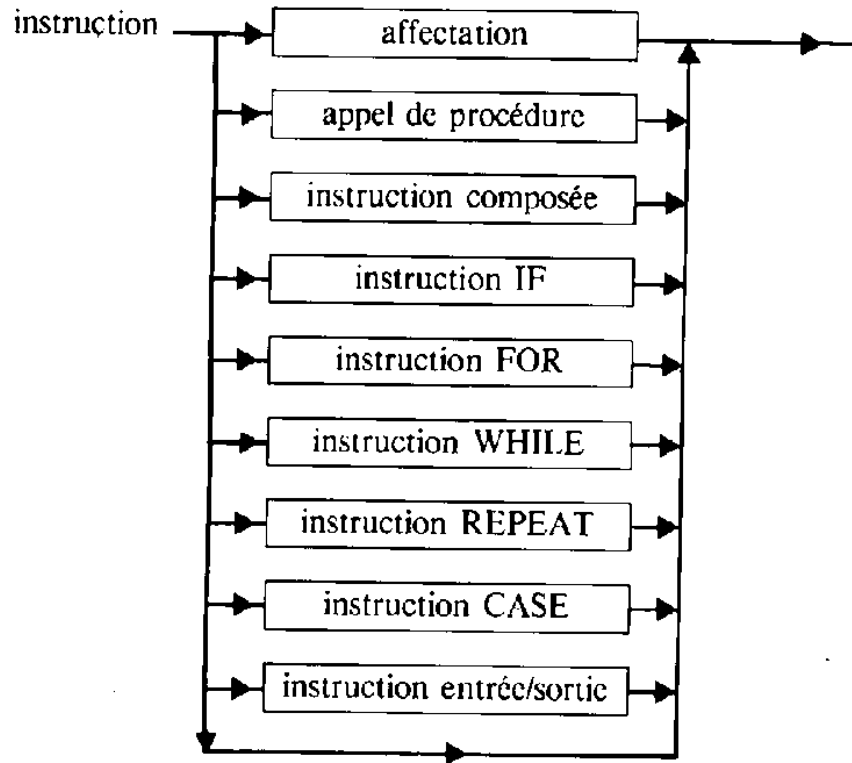 instruction
affectation
appel de procédure
instruction composée
instruction IF
instruction FOR
instruction WHILE
instruction REPEAT
instruction CASE
instruction entrée/sortie